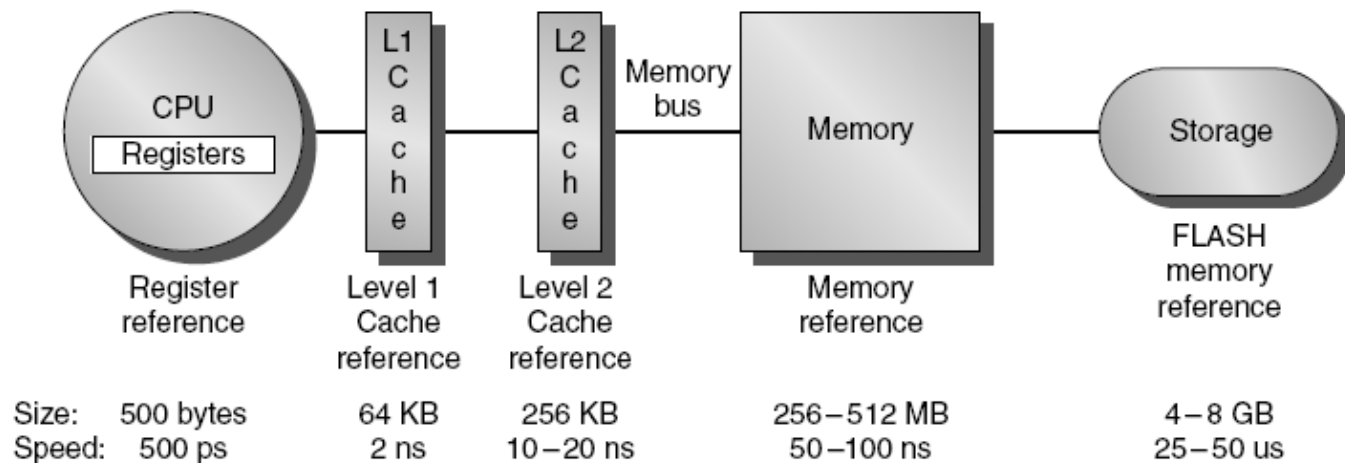 CPU
Registers
L1
C
a
c
h
e
L2
C
a
c
h
e
Memory
bus
Memory
Storage
Register
reference
Level 1
Cache
reference
Level 2
Cache
reference
Memory
reference
FLASH
memory
reference
Size: 500 bytes 64 KB 256 KB 256–512 MB 4–8 GB
Speed: 500 ps 2 ns 10–20 ns 50–100 ns 25–50 us